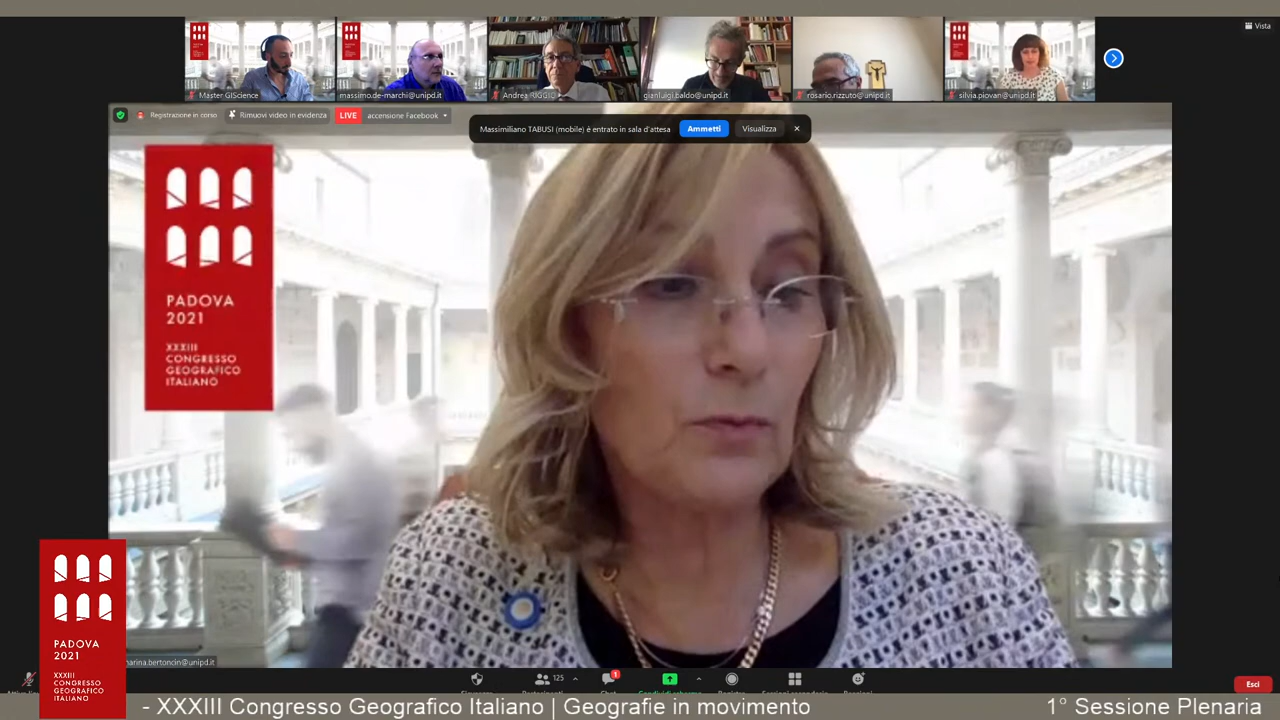 Vista
Master GIScience
massimo.de-marchi@unipd.it
gianluigi.baldo@unipd.it
rosario.rizzuto@unipd.it
silvia.piovan@unipd.it
Registrazione in corso
Rimuovi video in evidenza
LIVE
accensione Facebook
Massimiliano TABUSI (mobile) è entrato in sala d'attesa
Ammetti
Visualizza
PADOVA
2021
XXXIII
CONGRESSO
GEOGRAFICO
ITALIANO
marina.bertoncin@unipd.it
125
1
Esci
PADOVA
2021
XXXIII
CONGRESSO
GEOGRAFICO
ITALIANO
- XXXIII Congresso Geografico Italiano | Geografie in movimento
1° Sessione Plenaria